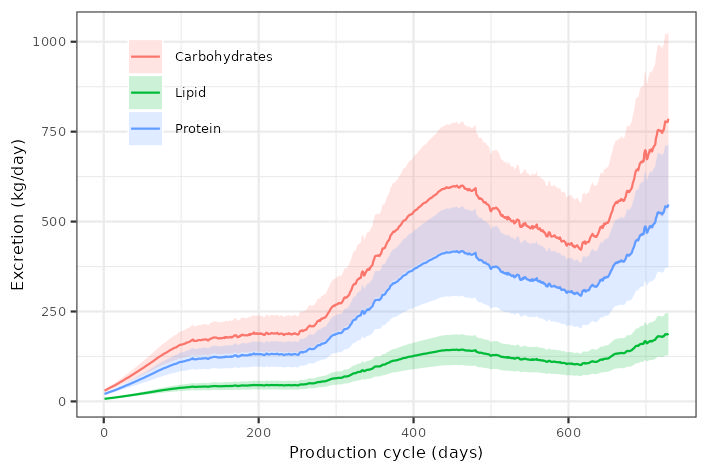 Carbohydrates
Lipid
Protein
Excretion (kg/day)
1000
750
500
250
0
0 200 400 600
Production cycle (days)